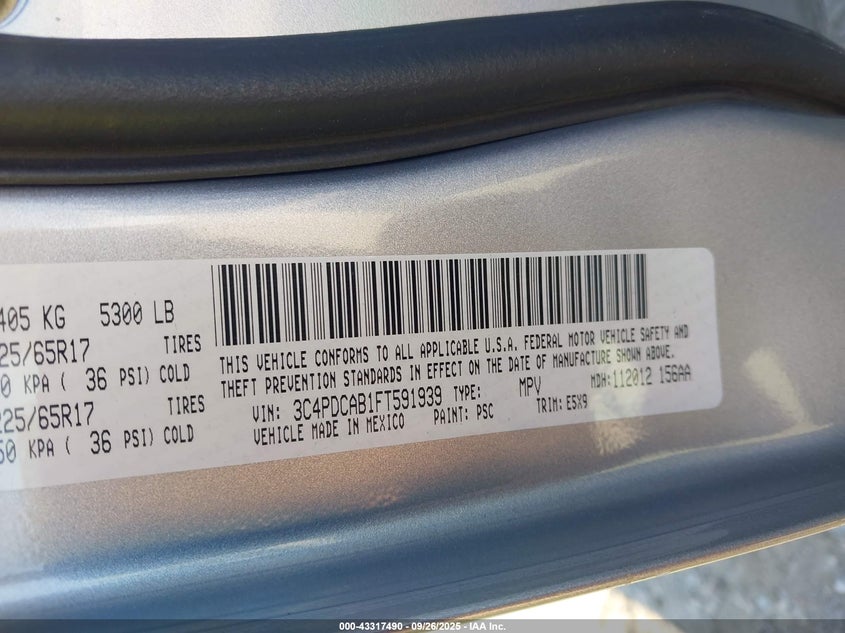 405 KG 5300 LB
25/65R17 TIRES
0 KPA ( 36 PSI) COLD
225/65R17 TIRES
50 KPA ( 36 PSI) COLD
THIS VEHICLE CONFORMS TO ALL APPLICABLE U.S.A. FEDERAL MOTOR VEHICLE SAFETY AND
THEFT PREVENTION STANDARDS IN EFFECT ON THE DATE OF MANUFACTURE SHOWN ABOVE.
VIN: 3C4PDCAB1FT591939 TYPE: MPV MDH:112012 156AA
VEHICLE MADE IN MEXICO PAINT: PSC TRIM: E5X9
000-43317490 - 09/26/2025 - IAA Inc.